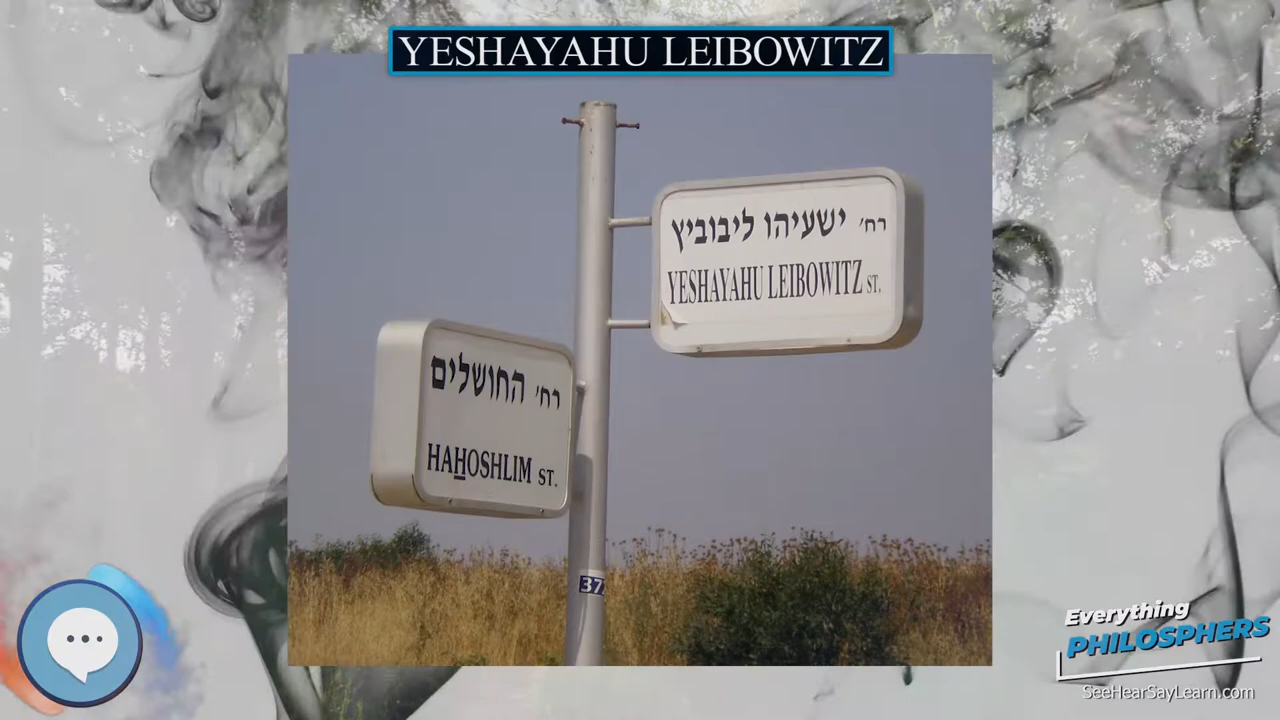 YESHAYAHU LEIBOWITZ
רח' ישעיהו ליבוביץ
YESHAYAHU LEIBOWITZ ST.
רח' החושלים
HAHOSHLIM ST.
37
Everything
PHILOSPHERS
SeeHearSayLearn.com